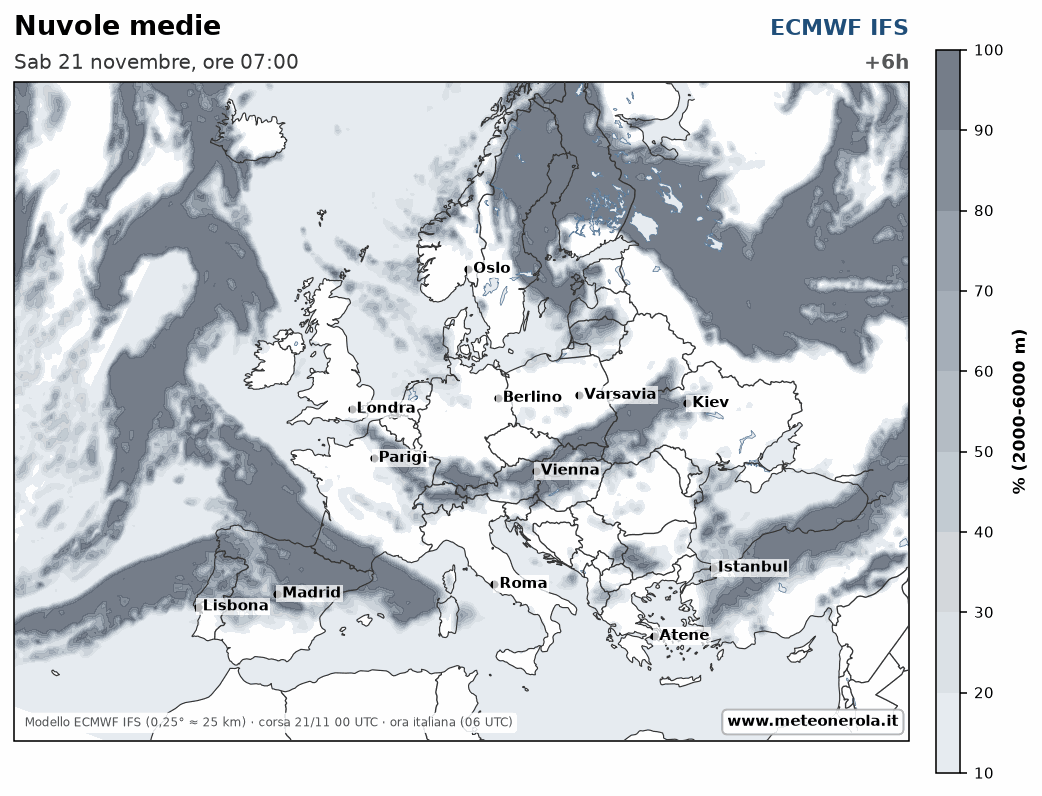 Nuvole medie
ECMWF IFS
Sab 21 novembre, ore 07:00
+6h
100
90
80
70
60
50
40
30
20
10
% (2000-6000 m)
Oslo
Londra
Berlino
Varsavia
Kiev
Parigi
Vienna
Istanbul
Roma
Madrid
Lisbona
Atene
Modello ECMWF IFS (0,25° ≈ 25 km) · corsa 21/11 00 UTC · ora italiana (06 UTC)
www.meteonerola.it